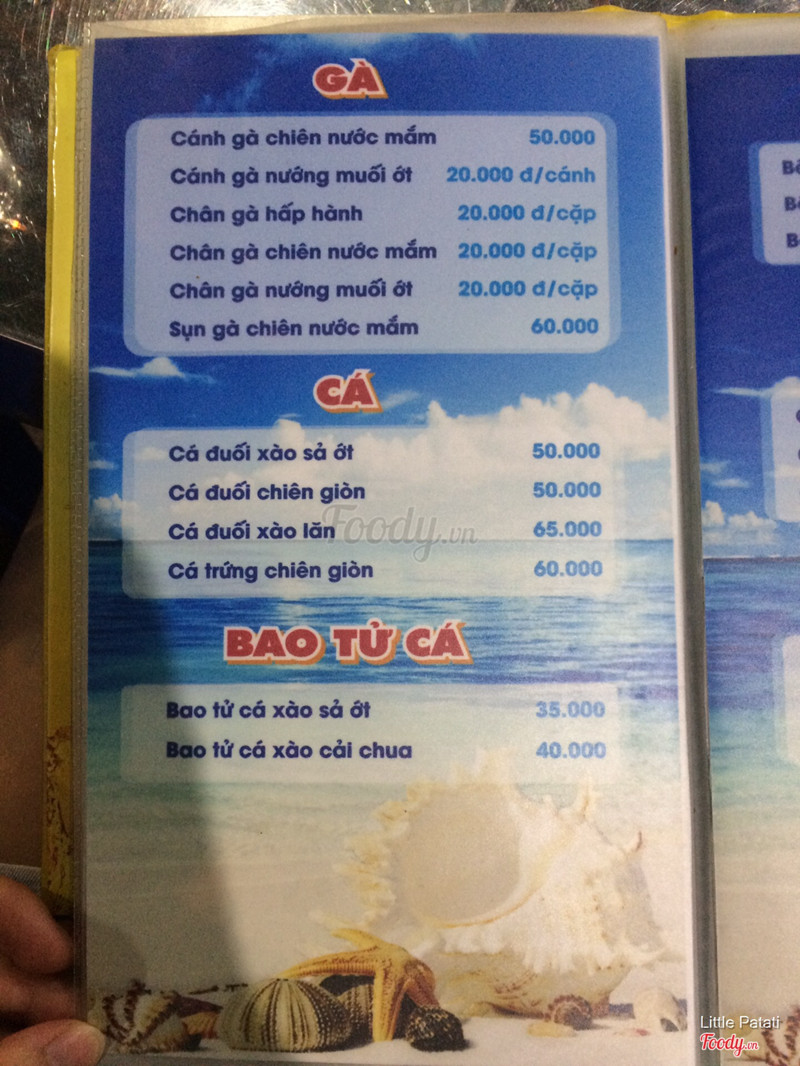 GÀ
Cánh gà chiên nước mắm 50.000
Cánh gà nướng muối ớt 20.000 đ/cánh
Chân gà hấp hành 20.000 đ/cặp
Chân gà chiên nước mắm 20.000 đ/cặp
Chân gà nướng muối ớt 20.000 đ/cặp
Sụn gà chiên nước mắm 60.000
CÁ
Cá đuối xào sả ớt 50.000
Cá đuối chiên giòn 50.000
Cá đuối xào lăn 65.000
Cá trứng chiên giòn 60.000
Foody.vn
BAO TỬ CÁ
Bao tử cá xào sả ớt 35.000
Bao tử cá xào cải chua 40.000
Little Patati
Foody.vn